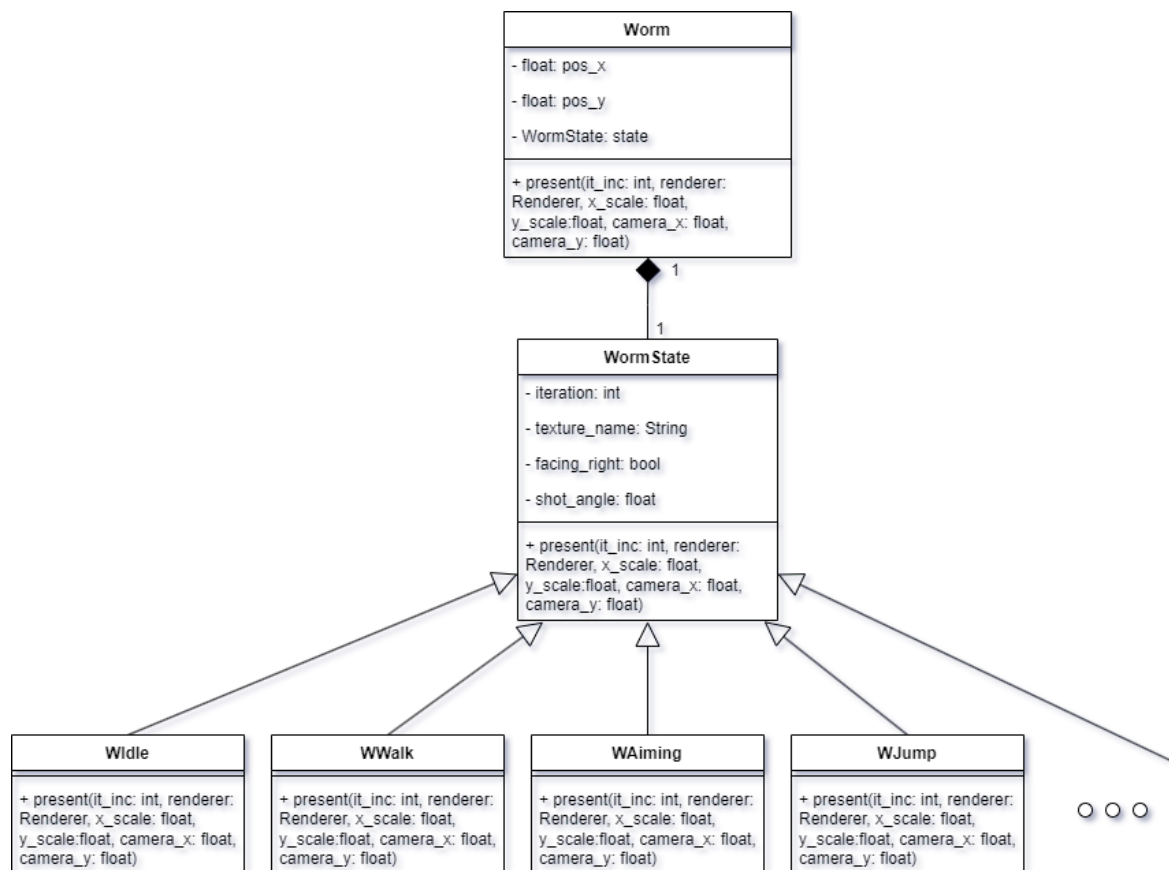 Worm
- float: pos_x
- float: pos_y
- WormState: state
+ present(it_inc: int, renderer:
Renderer, x_scale: float,
y_scale:float, camera_x: float,
camera_y: float)
1
1
WormState
- iteration: int
- texture_name: String
- facing_right: bool
- shot_angle: float
+ present(it_inc: int, renderer:
Renderer, x_scale: float,
y_scale:float, camera_x: float,
camera_y: float)
WIdle
+ present(it_inc: int, renderer:
Renderer, x_scale: float,
y_scale:float, camera_x: float,
camera_y: float)
WWalk
+ present(it_inc: int, renderer:
Renderer, x_scale: float,
y_scale:float, camera_x: float,
camera_y: float)
WAiming
+ present(it_inc: int, renderer:
Renderer, x_scale: float,
y_scale:float, camera_x: float,
camera_y: float)
WJump
+ present(it_inc: int, renderer:
Renderer, x_scale: float,
y_scale:float, camera_x: float,
camera_y: float)